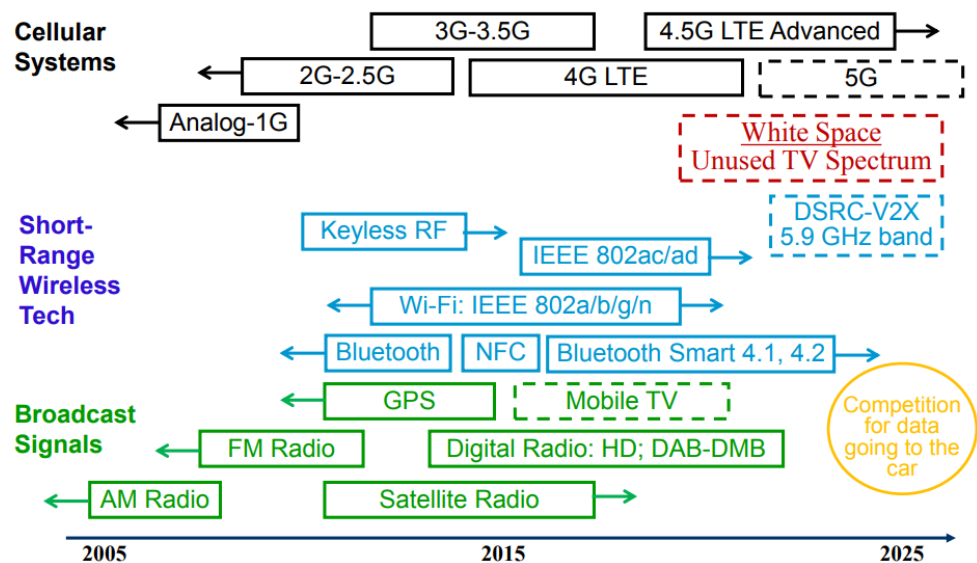 Cellular
Systems
3G-3.5G
4.5G LTE Advanced
2G-2.5G
4G LTE
5G
Analog-1G
White Space
Unused TV Spectrum
Short-
Range
Wireless
Tech
Keyless RF
DSRC-V2X
5.9 GHz band
IEEE 802ac/ad
Wi-Fi: IEEE 802a/b/g/n
Bluetooth
NFC
Bluetooth Smart 4.1, 4.2
Broadcast
Signals
GPS
Mobile TV
FM Radio
Digital Radio: HD; DAB-DMB
AM Radio
Satellite Radio
Competition
for data
going to the
car
2005
2015
2025